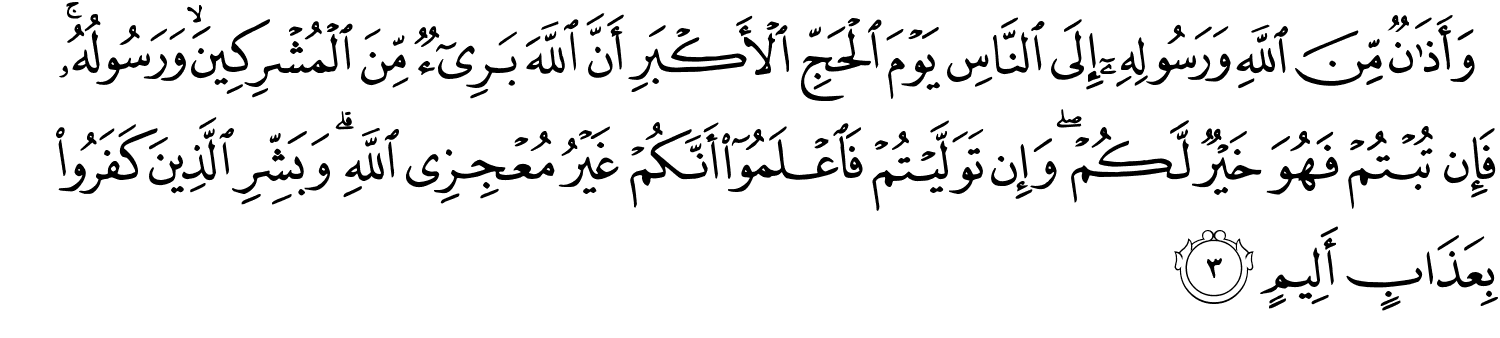 وَأَذَٰنٌ مِّنَ ٱللَّهِ وَرَسُولِهِۦٓ إِلَى ٱلنَّاسِ يَوْمَ ٱلْحَجِّ ٱلْأَكْبَرِ أَنَّ ٱللَّهَ بَرِىٓءٌ مِّنَ ٱلْمُشْرِكِينَ ۙ وَرَسُولُهُۥ ۚ
فَإِن تُبْتُمْ فَهُوَ خَيْرٌ لَّكُمْ ۖ وَإِن تَوَلَّيْتُمْ فَٱعْلَمُوٓا۟ أَنَّكُمْ غَيْرُ مُعْجِزِى ٱللَّهِ ۗ وَبَشِّرِ ٱلَّذِينَ كَفَرُوا۟
بِعَذَابٍ أَلِيمٍ ٣